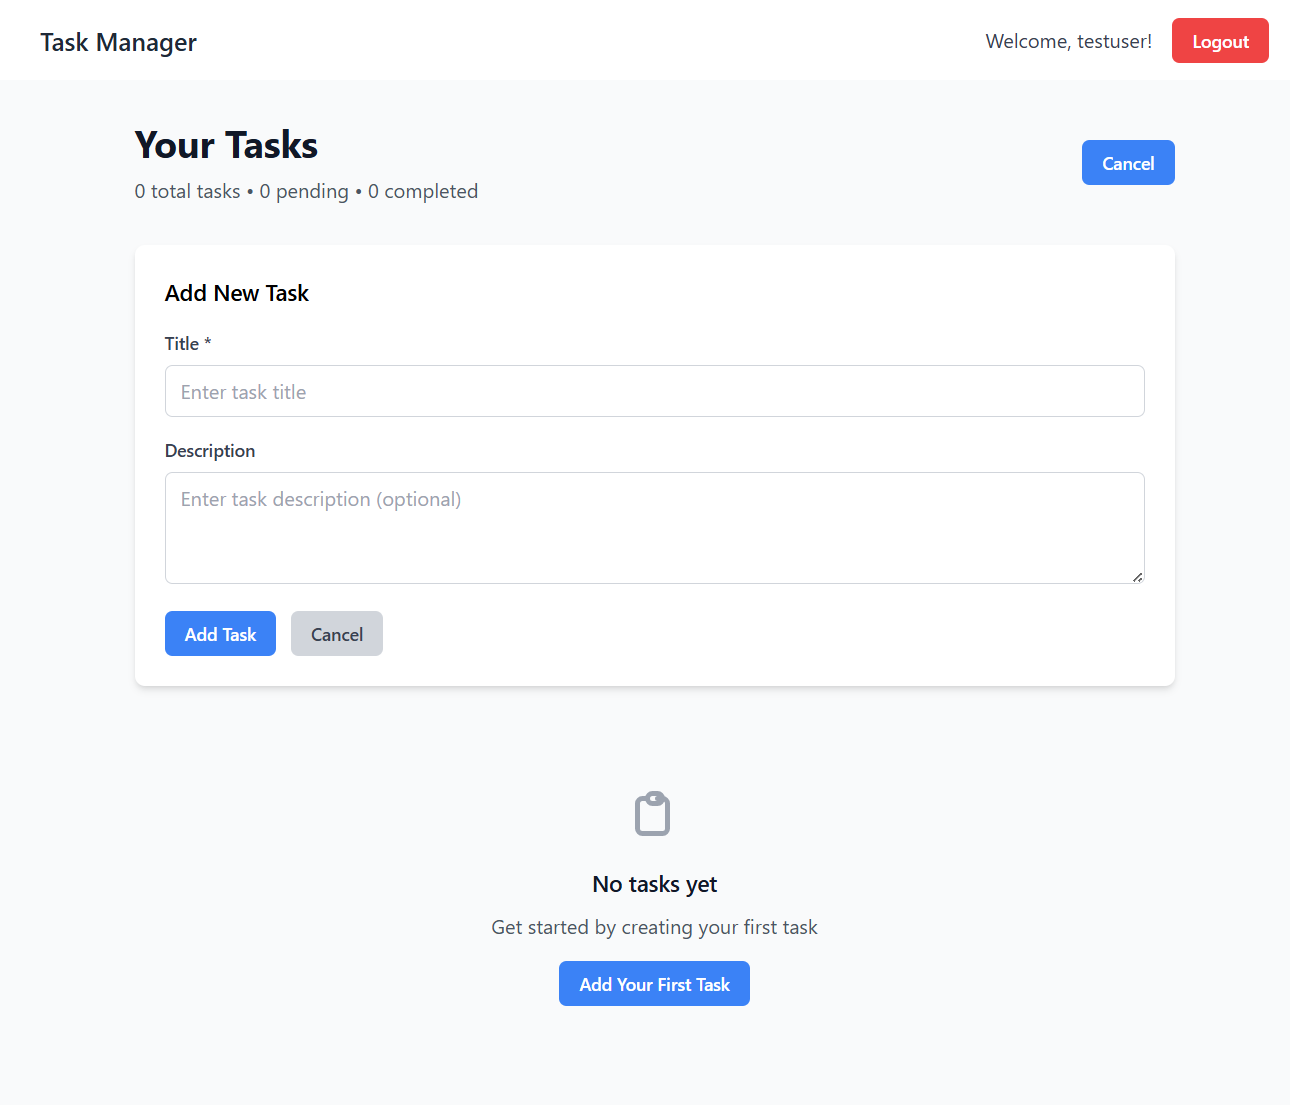 Task Manager
Welcome, testuser!
Logout
Your Tasks
0 total tasks • 0 pending • 0 completed
Cancel
Add New Task
Title *
Enter task title
Description
Enter task description (optional)
Add Task
Cancel
No tasks yet
Get started by creating your first task
Add Your First Task